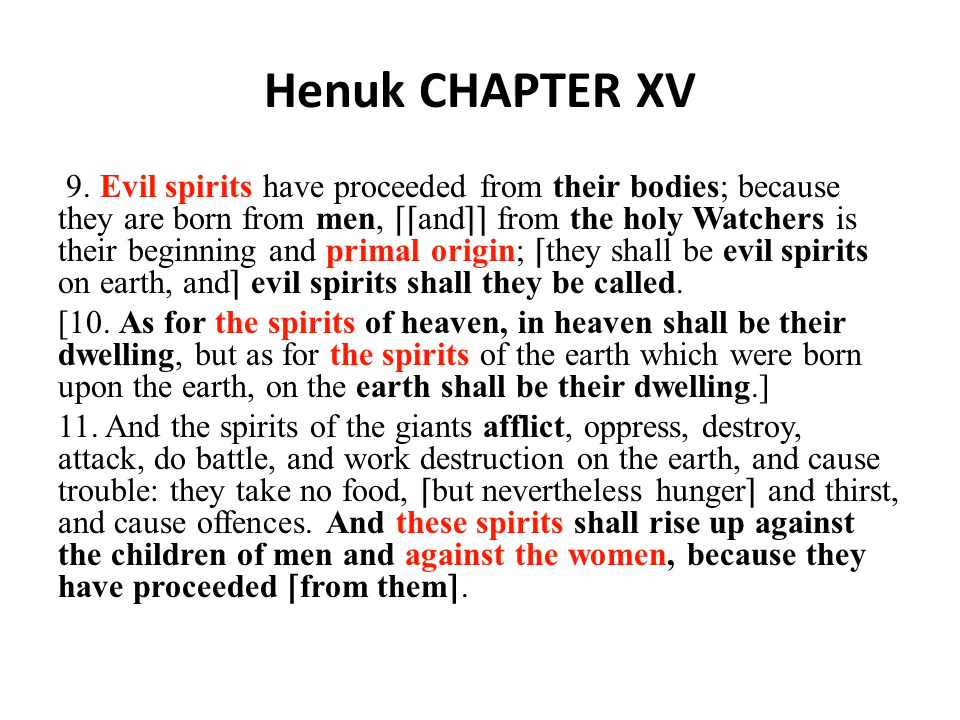 Henuk CHAPTER XV
9. Evil spirits have proceeded from their bodies; because
they are born from men, ⌈⌈and⌉⌉ from the holy Watchers is
their beginning and primal origin; ⌈they shall be evil spirits
on earth, and⌉ evil spirits shall they be called.
[10. As for the spirits of heaven, in heaven shall be their
dwelling, but as for the spirits of the earth which were born
upon the earth, on the earth shall be their dwelling.]
11. And the spirits of the giants afflict, oppress, destroy,
attack, do battle, and work destruction on the earth, and cause
trouble: they take no food, ⌈but nevertheless hunger⌉ and thirst,
and cause offences. And these spirits shall rise up against
the children of men and against the women, because they
have proceeded ⌈from them⌉.